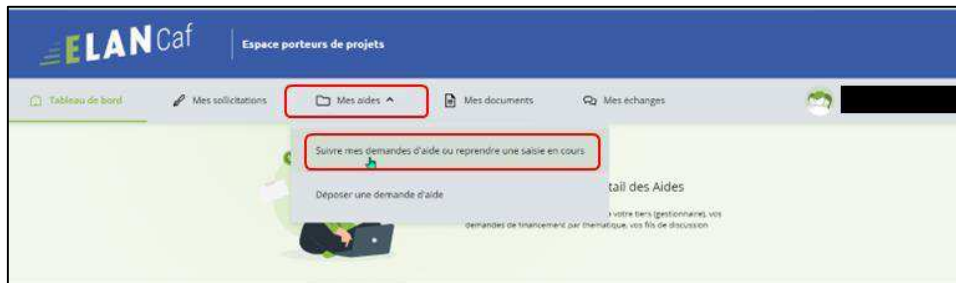 ELANCaf
Espace porteurs de projets
Tableau de bord
Mes sollicitations
Mes aides
Mes documents
Mes échanges
Suivre mes demandes d'aide ou reprendre une saisie en cours
Déposer une demande d'aide
tail des Aides
votre tiers (gestionnaire), vos
demandes de financement par thématique, vos fils de discussion